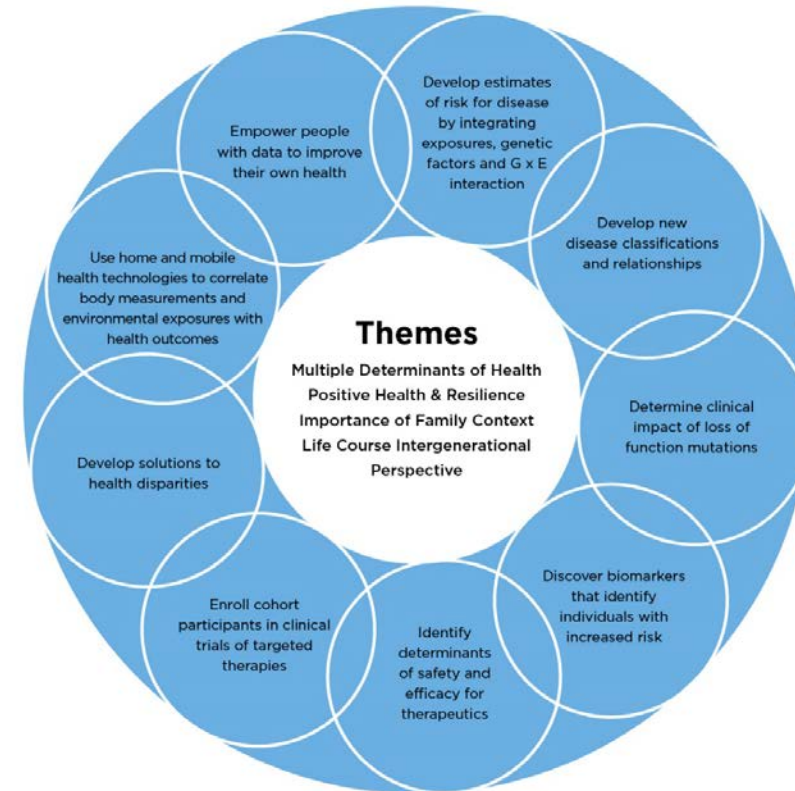 Develop estimates
of risk for disease
by integrating
exposures, genetic
factors and G x E
interaction
Develop new
disease classifications
and relationships
Determine clinical
impact of loss of
function mutations
Discover biomarkers
that identify
individuals with
increased risk
Identify
determinants
of safety and
efficacy for
therapeutics
Enroll cohort
participants in clinical
trials of targeted
therapies
Develop solutions to
health disparities
Use home and mobile
health technologies to correlate
body measurements and
environmental exposures with
health outcomes
Empower people
with data to improve
their own health
Themes
Multiple Determinants of Health
Positive Health & Resilience
Importance of Family Context
Life Course Intergenerational
Perspective